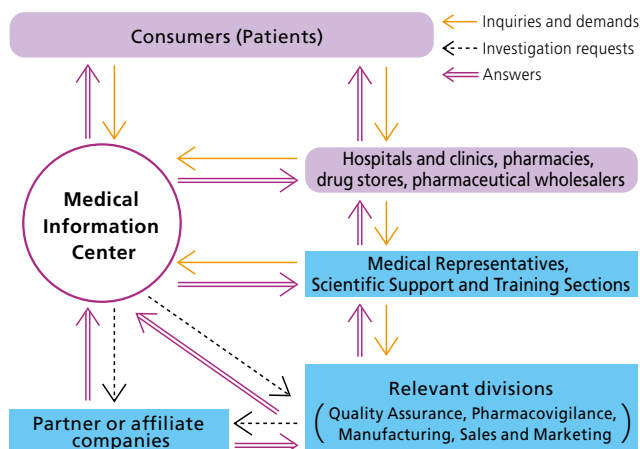 Consumers (Patients)
Inquiries and demands
Investigation requests
Answers
Medical
Information
Center
Hospitals and clinics, pharmacies,
drug stores, pharmaceutical wholesalers
Medical Representatives,
Scientific Support and Training Sections
Relevant divisions
(Quality Assurance, Pharmacovigilance,
Manufacturing, Sales and Marketing)
Partner or affiliate
companies